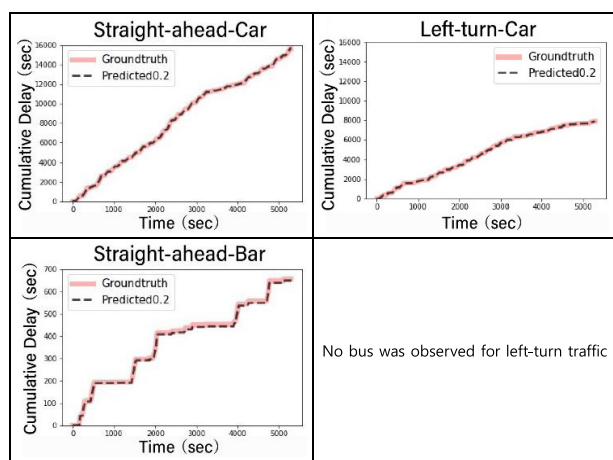 Straight-ahead-Car
Cumulative Delay (sec)
16000
14000
12000
10000
8000
6000
4000
2000
0
Groundtruth
Predicted0.2
0 1000 2000 3000 4000 5000
Time (sec)
Left-turn-Car
Cumulative Delay (sec)
16000
14000
12000
10000
8000
6000
4000
2000
0
Groundtruth
Predicted0.2
0 1000 2000 3000 4000 5000
Time (sec)
Straight-ahead-Bar
Cumulative Delay (sec)
700
600
500
400
300
200
100
0
Groundtruth
Predicted0.2
0 1000 2000 3000 4000 5000
Time (sec)
No bus was observed for left-turn traffic